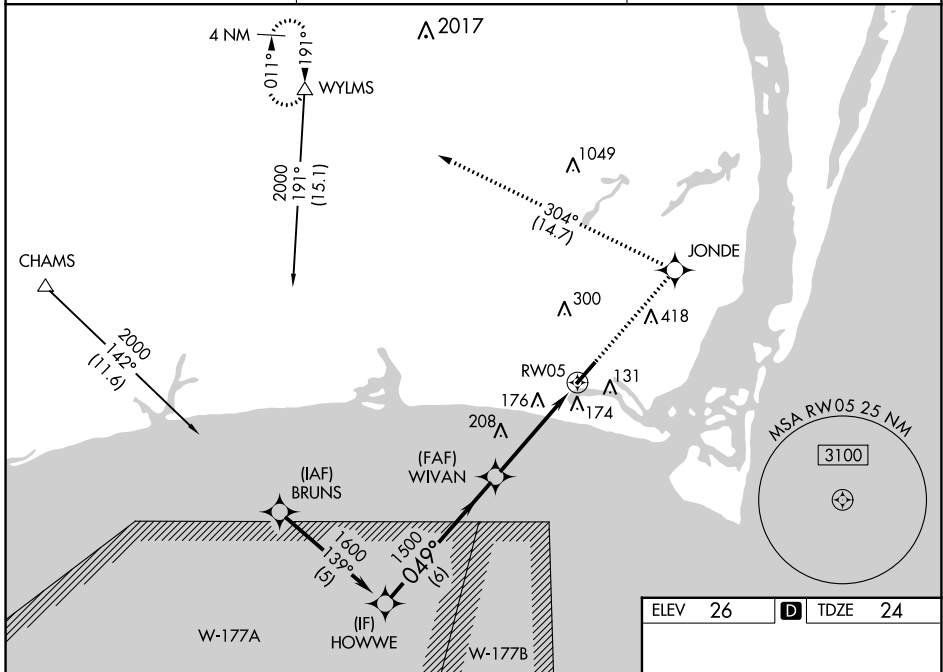 4 NM
011°
191°
WYLMS
2017
2000
191°
(15.1)
1049
304°
(14.7)
JONDE
CHAMS
2000
142°
(11.6)
300
418
RW05
131
176
174
208
MSA RW05 25 NM
3100
(FAF)
WIVAN
(IAF)
BRUNS
1600
139°
(5)
1500
049°
(6)
(IF)
HOWWE
W-177A
W-177B
ELEV 26 D TDZE 24